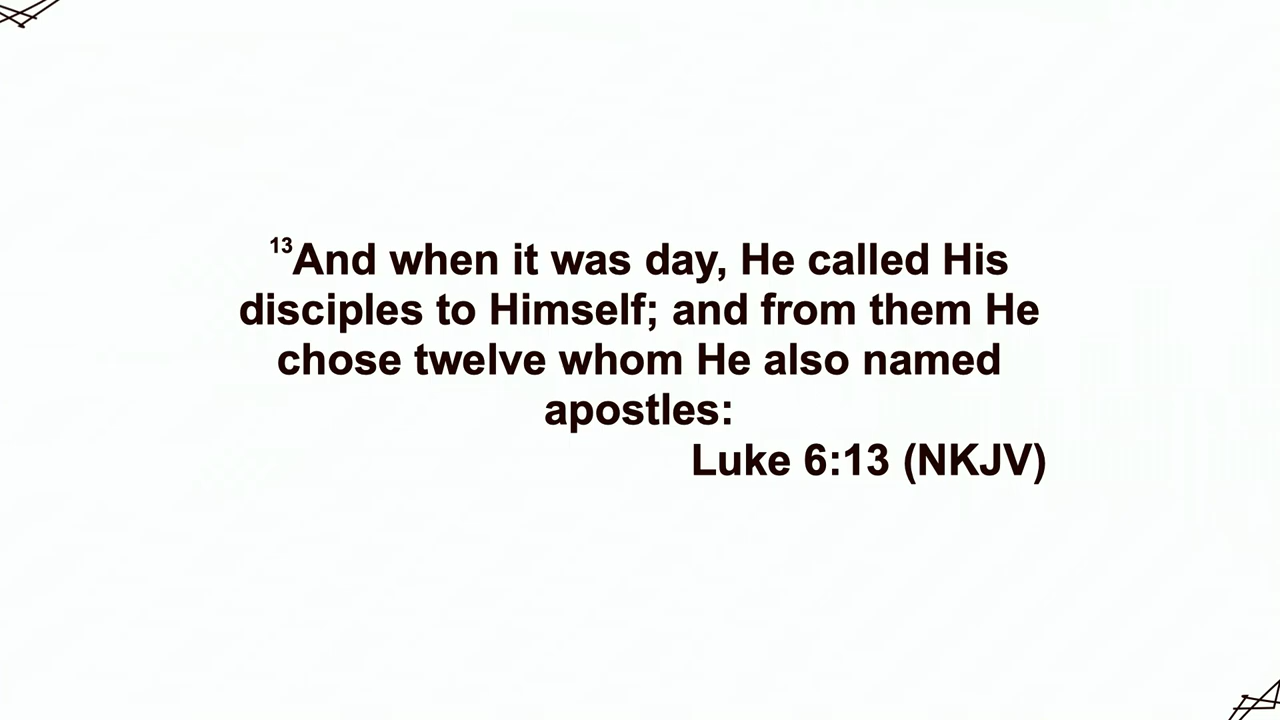 13And when it was day, He called His
disciples to Himself; and from them He
chose twelve whom He also named
apostles:
Luke 6:13 (NKJV)